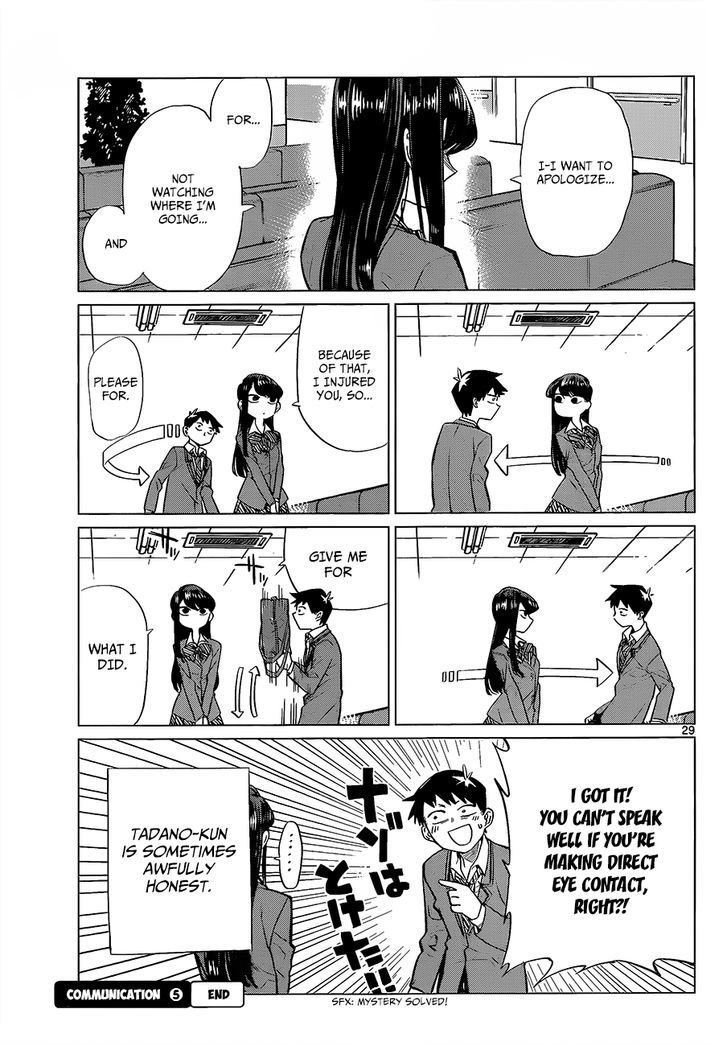 I-I WANT TO
APOLOGIZE...
FOR...
NOT
WATCHING
WHERE I'M
GOING...
AND
BECAUSE
OF THAT,
I INJURED
YOU, SO...
PLEASE
FOR.
GIVE ME
FOR
WHAT I
DID.
29
I GOT IT!
YOU CAN'T SPEAK
WELL IF YOU'RE
MAKING DIRECT
EYE CONTACT,
RIGHT?!
ナゾは
とけた!!
......
TADANO-KUN
IS SOMETIMES
AWFULLY
HONEST.
COMMUNICATION 5 END
SFX: MYSTERY SOLVED!